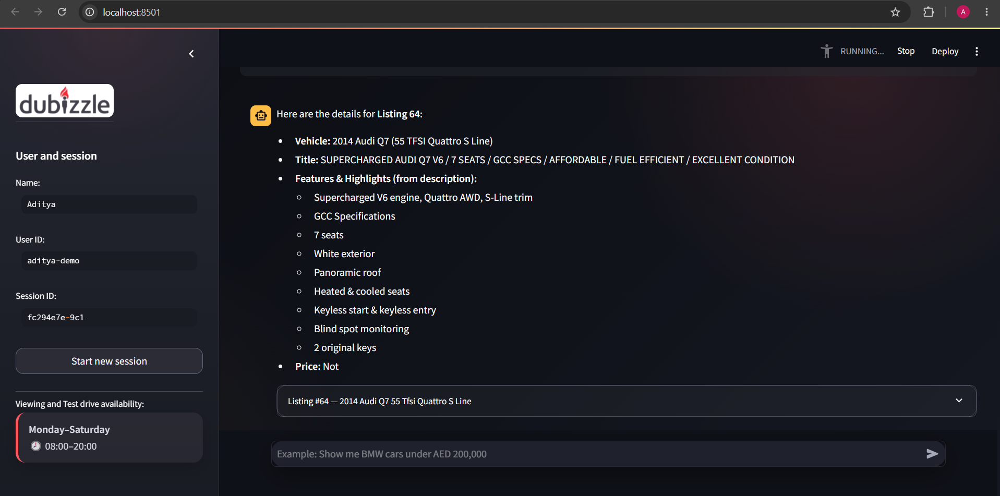 localhost:8501
A
RUNNING...
Stop
Deploy
dubizzle
User and session
Name:
Aditya
User ID:
aditya-demo
Session ID:
fc294e7e-9c1
Start new session
Viewing and Test drive availability:
Monday–Saturday
08:00–20:00
Here are the details for Listing 64:
Vehicle: 2014 Audi Q7 (55 TFSI Quattro S Line)
Title: SUPERCHARGED AUDI Q7 V6 / 7 SEATS / GCC SPECS / AFFORDABLE / FUEL EFFICIENT / EXCELLENT CONDITION
Features & Highlights (from description):
Supercharged V6 engine, Quattro AWD, S-Line trim
GCC Specifications
7 seats
White exterior
Panoramic roof
Heated & cooled seats
Keyless start & keyless entry
Blind spot monitoring
2 original keys
Price: Not
Listing #64 — 2014 Audi Q7 55 Tfsi Quattro S Line
Example: Show me BMW cars under AED 200,000